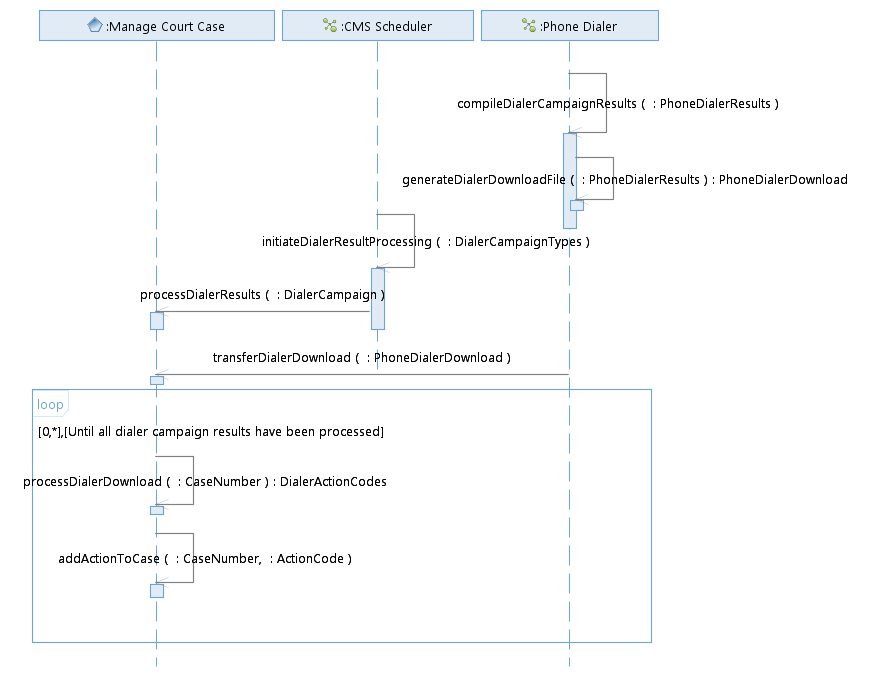 :Manage Court Case
:CMS Scheduler
:Phone Dialer
compileDialerCampaignResults (  : PhoneDialerResults )
generateDialerDownloadFile (  : PhoneDialerResults ) : PhoneDialerDownload
initiateDialerResultProcessing (  : DialerCampaignTypes )
processDialerResults (  : DialerCampaign )
transferDialerDownload (  : PhoneDialerDownload )
loop
[0,*],[Until all dialer campaign results have been processed]
processDialerDownload (  : CaseNumber ) : DialerActionCodes
addActionToCase (  : CaseNumber,  : ActionCode )